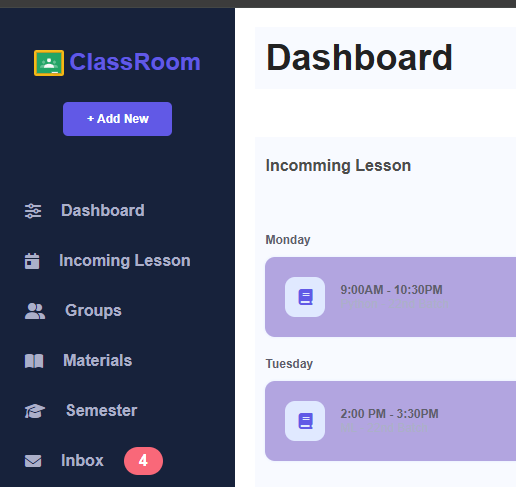 ClassRoom
+ Add New
Dashboard
Incoming Lesson
Groups
Materials
Semester
Inbox 4
Dashboard
Incomming Lesson
Monday
9:00AM - 10:30PM
Tuesday
2:00 PM - 3:30PM